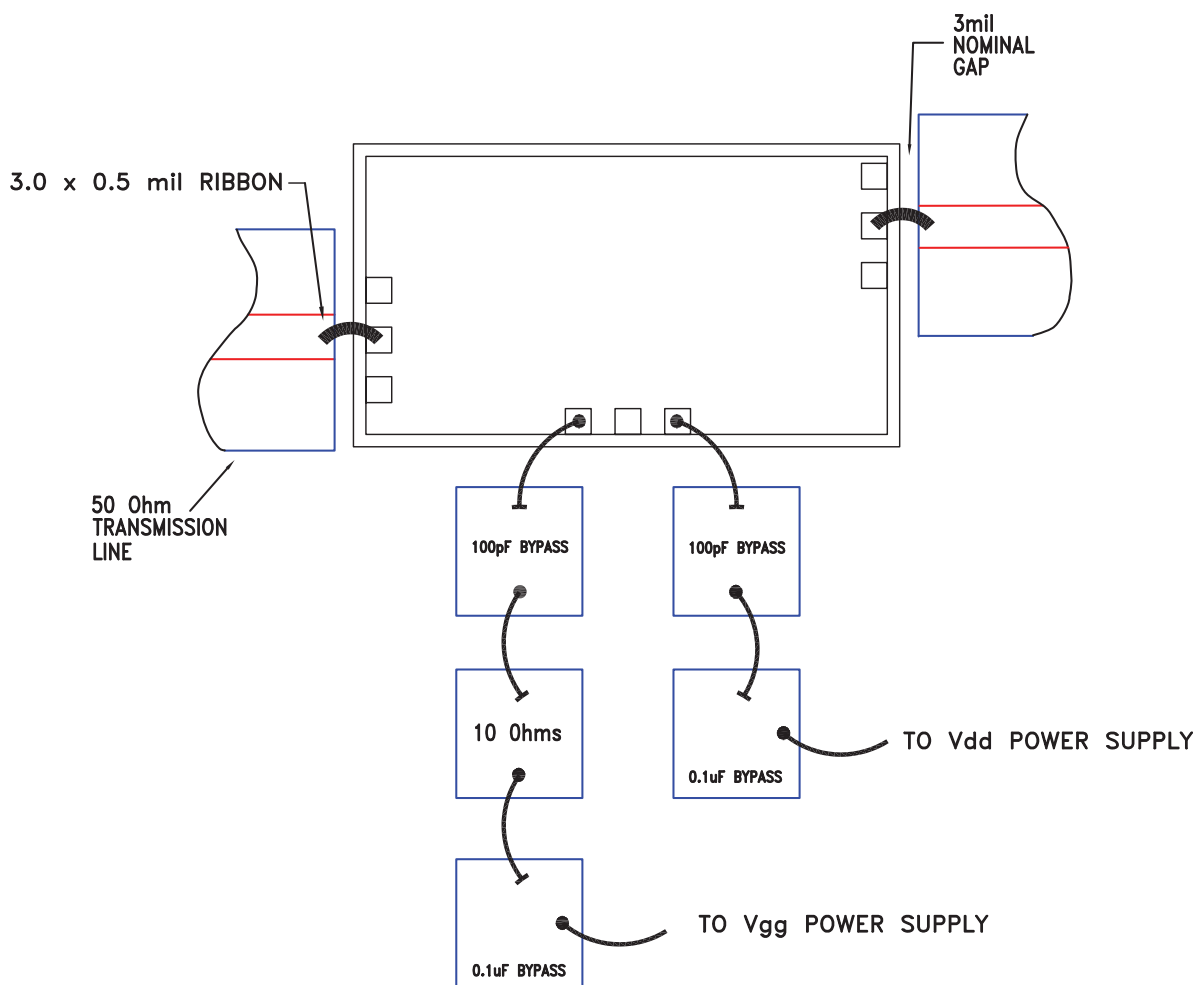 3mil
NOMINAL
GAP
3.0 x 0.5 mil RIBBON
50 Ohm
TRANSMISSION
LINE
100pF BYPASS
100pF BYPASS
10 Ohms
TO Vdd POWER SUPPLY
0.1uF BYPASS
TO Vgg POWER SUPPLY
0.1uF BYPASS